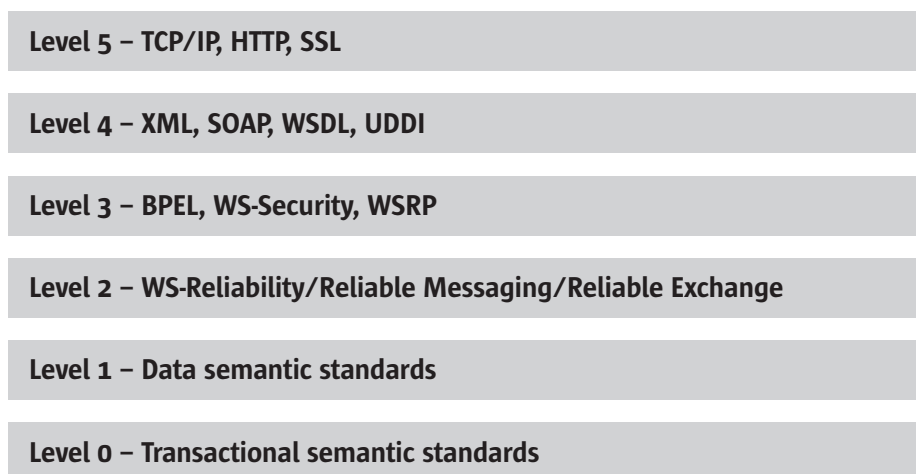 Level 5 – TCP/IP, HTTP, SSL
Level 4 – XML, SOAP, WSDL, UDDI
Level 3 – BPEL, WS-Security, WSRP
Level 2 – WS-Reliability/Reliable Messaging/Reliable Exchange
Level 1 – Data semantic standards
Level 0 – Transactional semantic standards